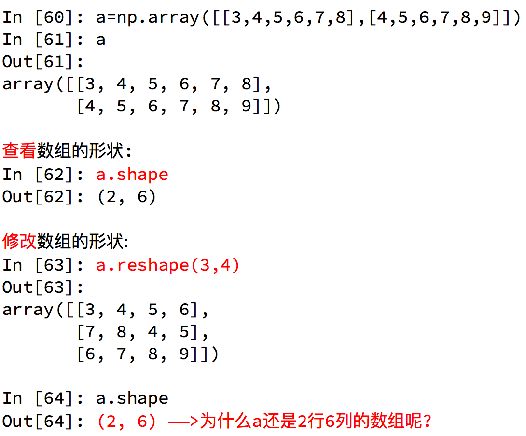 In [60]: a=np.array([[3,4,5,6,7,8],[4,5,6,7,8,9]])
In [61]: a
Out[61]:
array([[3, 4, 5, 6, 7, 8],
       [4, 5, 6, 7, 8, 9]])
查看数组的形状:
In [62]: a.shape
Out[62]: (2, 6)
修改数组的形状:
In [63]: a.reshape(3,4)
Out[63]:
array([[3, 4, 5, 6],
       [7, 8, 4, 5],
       [6, 7, 8, 9]])
In [64]: a.shape
Out[64]: (2, 6) ——>为什么a还是2行6列的数组呢?